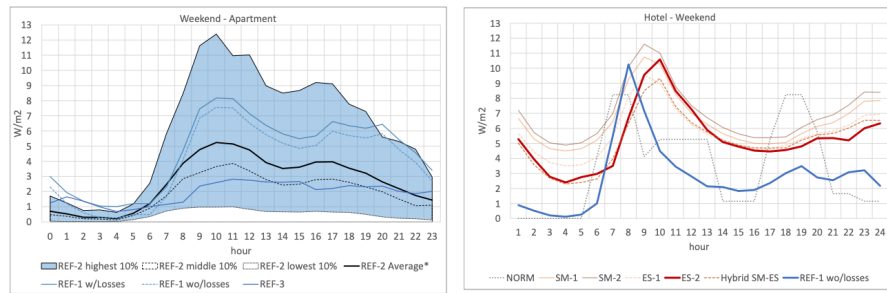 Weekend - Apartment
13
12
11
10
9
8
7
6
5
4
3
2
1
0
W/m2
0 1 2 3 4 5 6 7 8 9 10 11 12 13 14 15 16 17 18 19 20 21 22 23
hour
REF-2 highest 10% REF-2 middle 10% REF-2 lowest 10% REF-2 Average*
REF-1 w/Losses REF-1 wo/losses REF-3
Hotel - Weekend
13
12
11
10
9
8
7
6
5
4
3
2
1
0
W/m2
1 2 3 4 5 6 7 8 9 10 11 12 13 14 15 16 17 18 19 20 21 22 23 24
hour
NORM SM-1 SM-2 ES-1 ES-2 Hybrid SM-ES REF-1 wo/losses